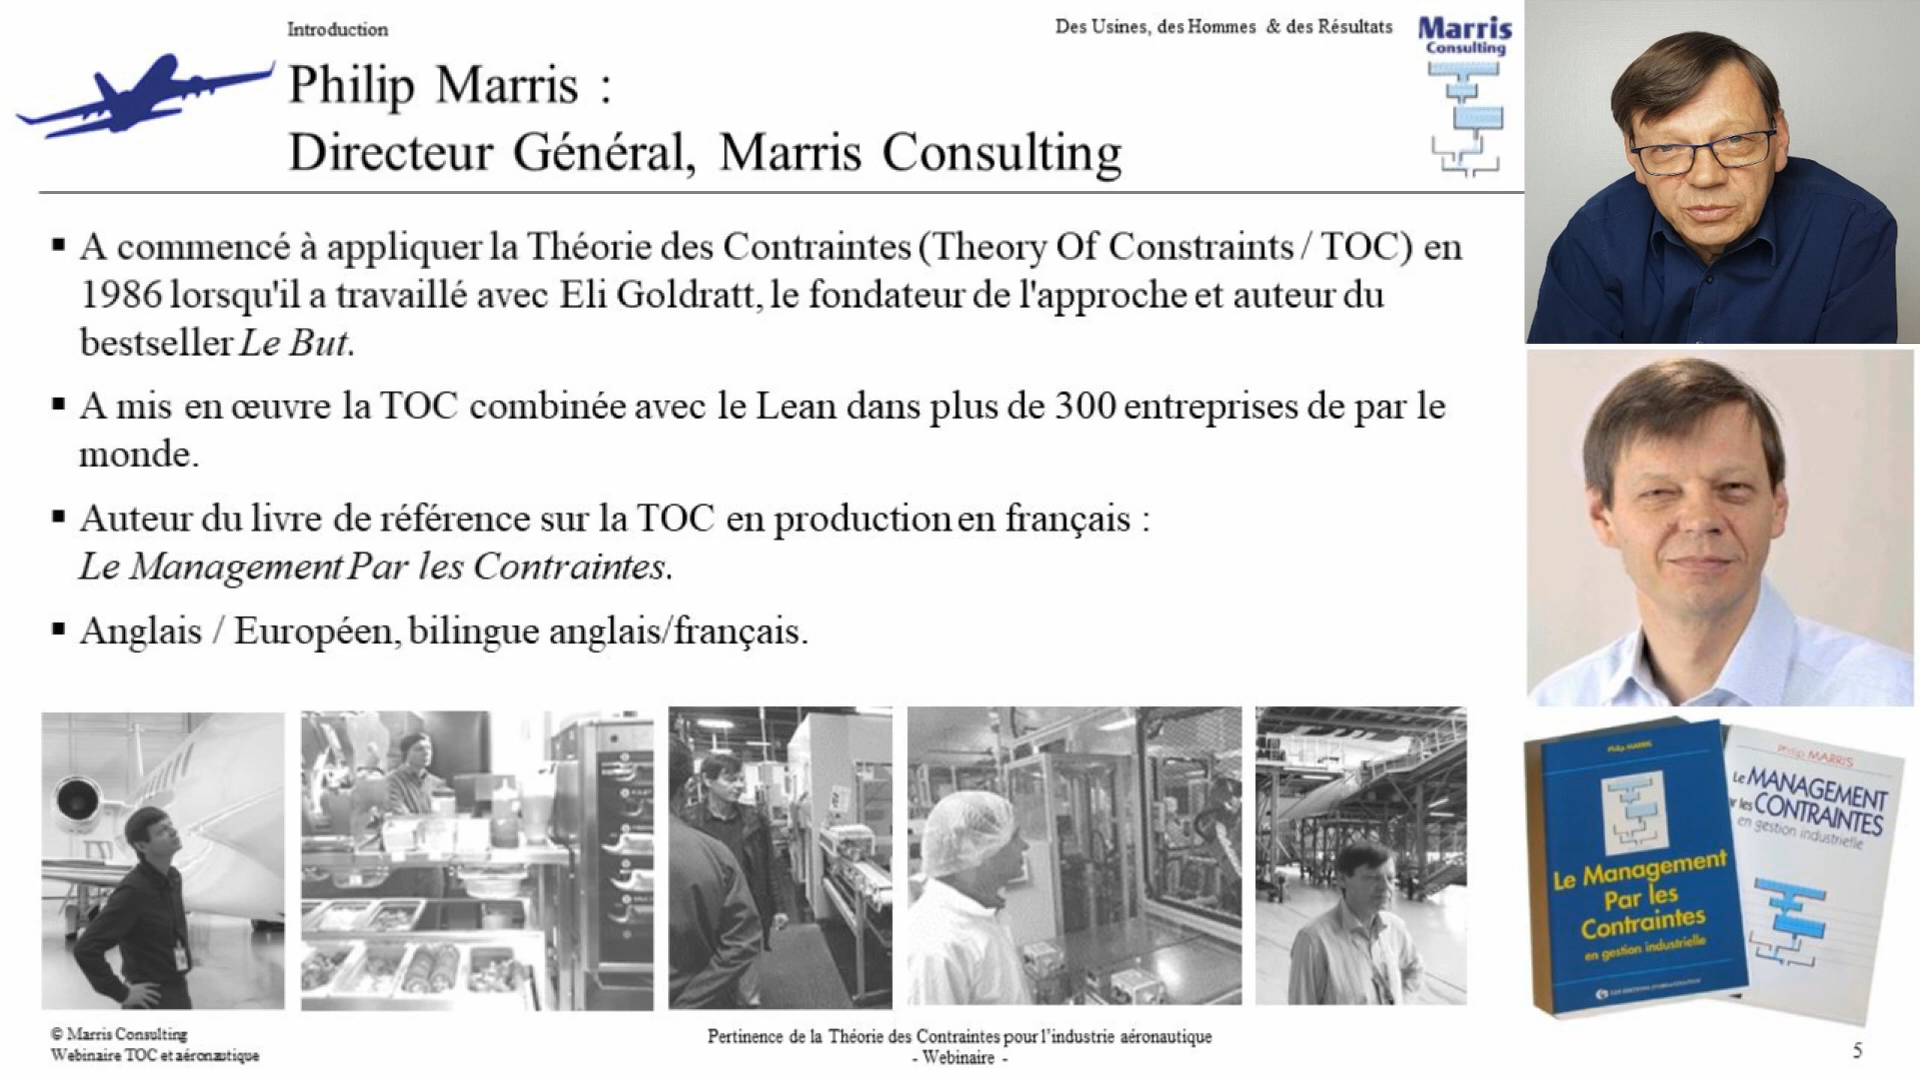 Introduction
Des Usines, des Hommes & des Résultats
Marris
Consulting
Philip Marris :
Directeur Général, Marris Consulting
▪ A commencé à appliquer la Théorie des Contraintes (Theory Of Constraints / TOC) en
1986 lorsqu'il a travaillé avec Eli Goldratt, le fondateur de l'approche et auteur du
bestseller Le But.
▪ A mis en œuvre la TOC combinée avec le Lean dans plus de 300 entreprises de par le
monde.
▪ Auteur du livre de référence sur la TOC en production en français :
Le Management Par les Contraintes.
▪ Anglais / Européen, bilingue anglais/français.
Philip MARRIS
Le Management
Par les
Contraintes
en gestion industrielle
Philip MARRIS
Le MANAGEMENT
les CONTRAINTES
en gestion industrielle
© Marris Consulting
Webinaire TOC et aéronautique
Pertinence de la Théorie des Contraintes pour l'industrie aéronautique
- Webinaire -
5